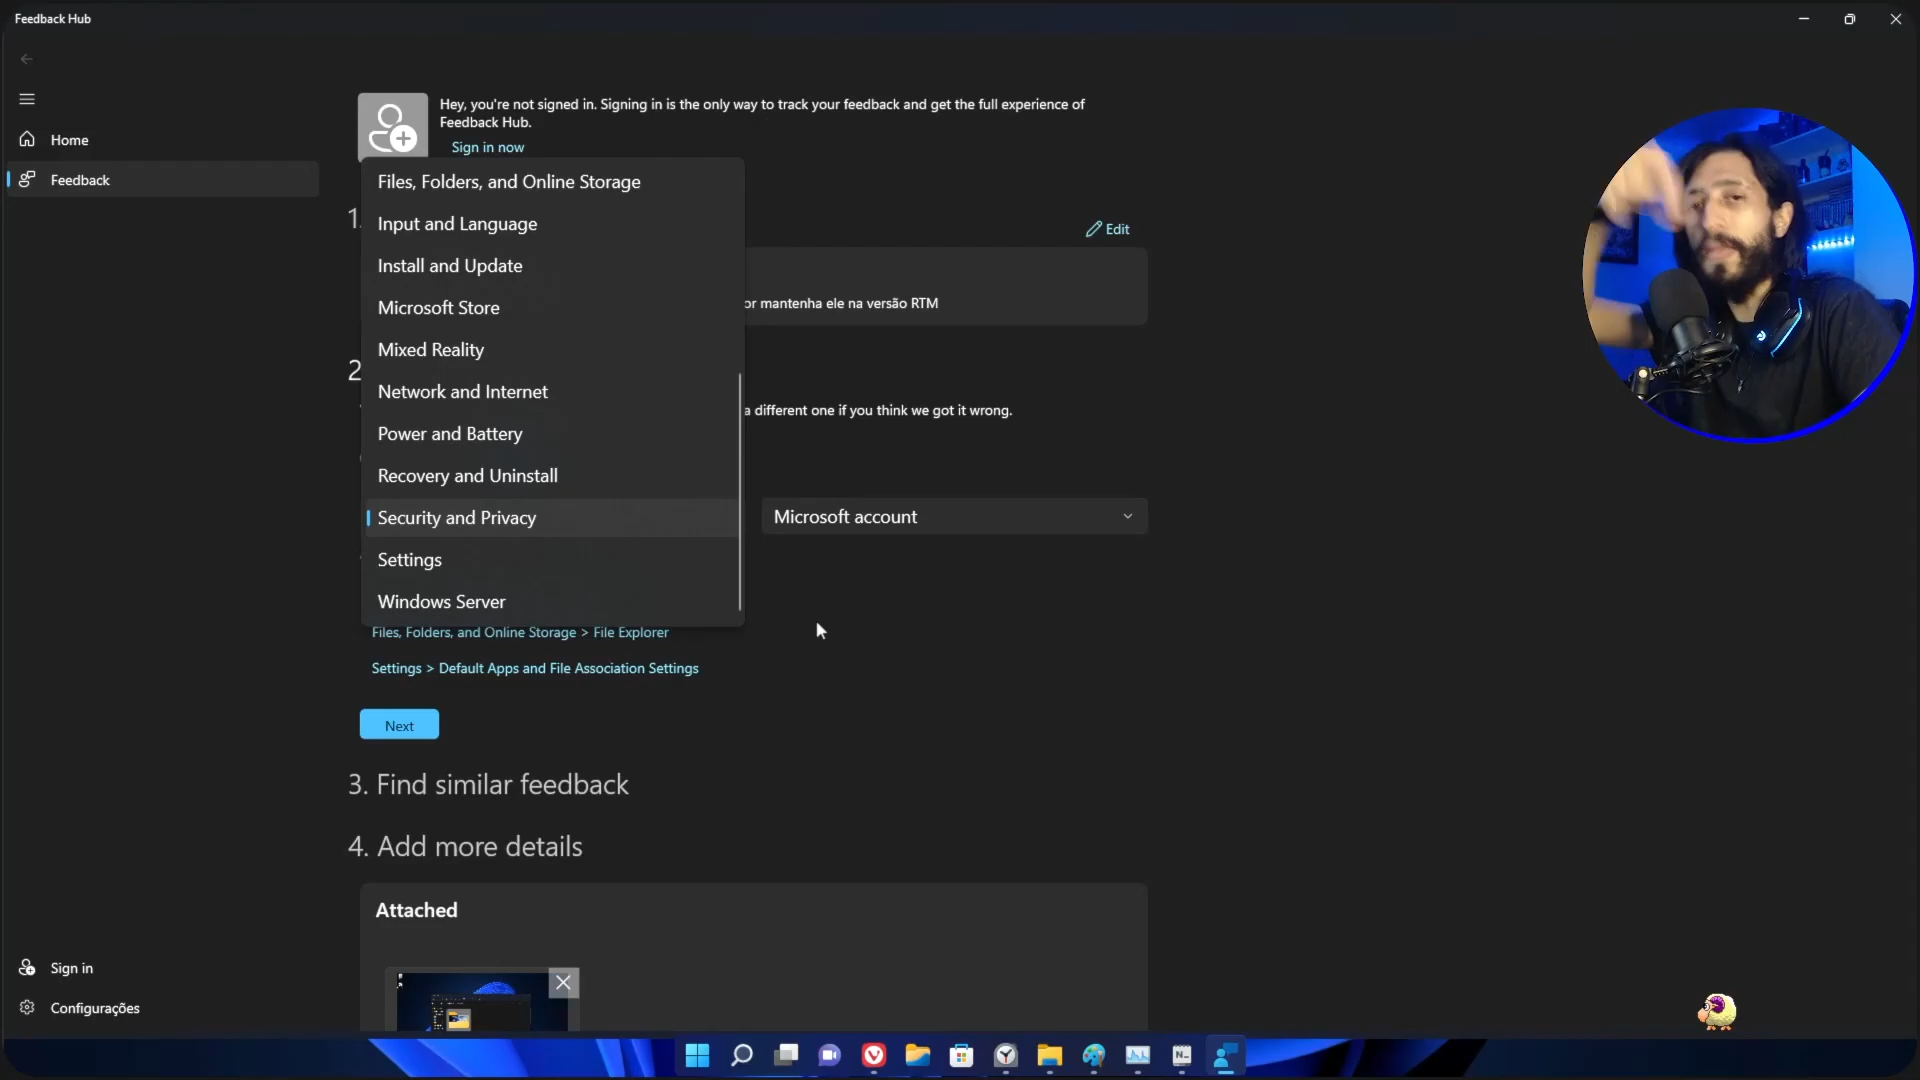 Feedback Hub
Hey, you're not signed in. Signing in is the only way to track your feedback and get the full experience of
Feedback Hub.
Sign in now
Home
Feedback
Files, Folders, and Online Storage
Input and Language
Install and Update
Microsoft Store
Mixed Reality
Network and Internet
Power and Battery
Recovery and Uninstall
Security and Privacy
Settings
Windows Server
1.
Edit
or mantenha ele na versão RTM
2
a different one if you think we got it wrong.
Microsoft account
Files, Folders, and Online Storage > File Explorer
Settings > Default Apps and File Association Settings
Next
3. Find similar feedback
4. Add more details
Attached
Sign in
Configurações